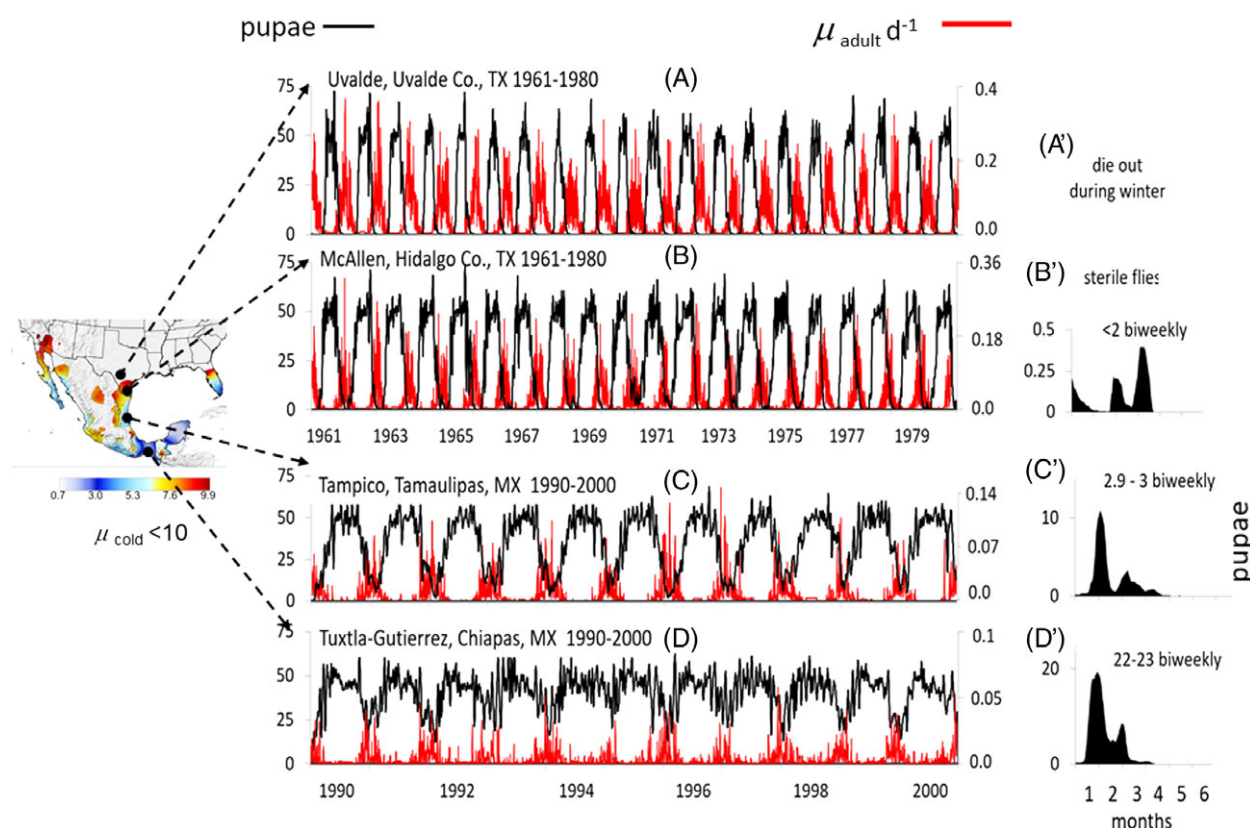 pupae
μ adult d-1
75
50
25
0
Uvalde, Uvalde Co., TX 1961-1980
(A)
0.4
0.2
0.0
(A')
die out
during winter
75
50
25
0
McAllen, Hidalgo Co., TX 1961-1980
(B)
0.36
0.18
0.0
1961 1963 1965 1967 1969 1971 1973 1975 1977 1979
(B')
sterile flies
<2 biweekly
0.5
0.25
0
0.7 3.0 5.3 7.6 9.9
μ cold <10
75
50
25
0
Tampico, Tamaulipas, MX 1990-2000
(C)
0.14
0.07
0.0
(C')
2.9 - 3 biweekly
10
0
pupae
75
50
25
0
Tuxtla-Gutierrez, Chiapas, MX 1990-2000
(D)
0.1
0.05
0.0
1990 1992 1994 1996 1998 2000
(D')
22-23 biweekly
20
0
1 2 3 4 5 6
months